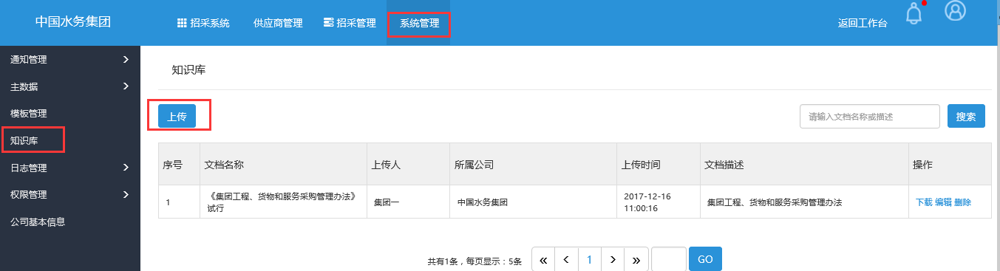 中国水务集团
招采系统
供应商管理
招采管理
系统管理
返回工作台
通知管理
主数据
模板管理
知识库
日志管理
权限管理
公司基本信息
知识库
上传
请输入文档名称或描述
搜索
序号 文档名称 上传人 所属公司 上传时间 文档描述 操作
1
《集团工程、货物和服务采购管理办法》
试行
集团一
中国水务集团
2017-12-16
11:00:16
集团工程、货物和服务采购管理办法
下载 编辑 删除
共有1条，每页显示：5条
« < 1 > »
GO